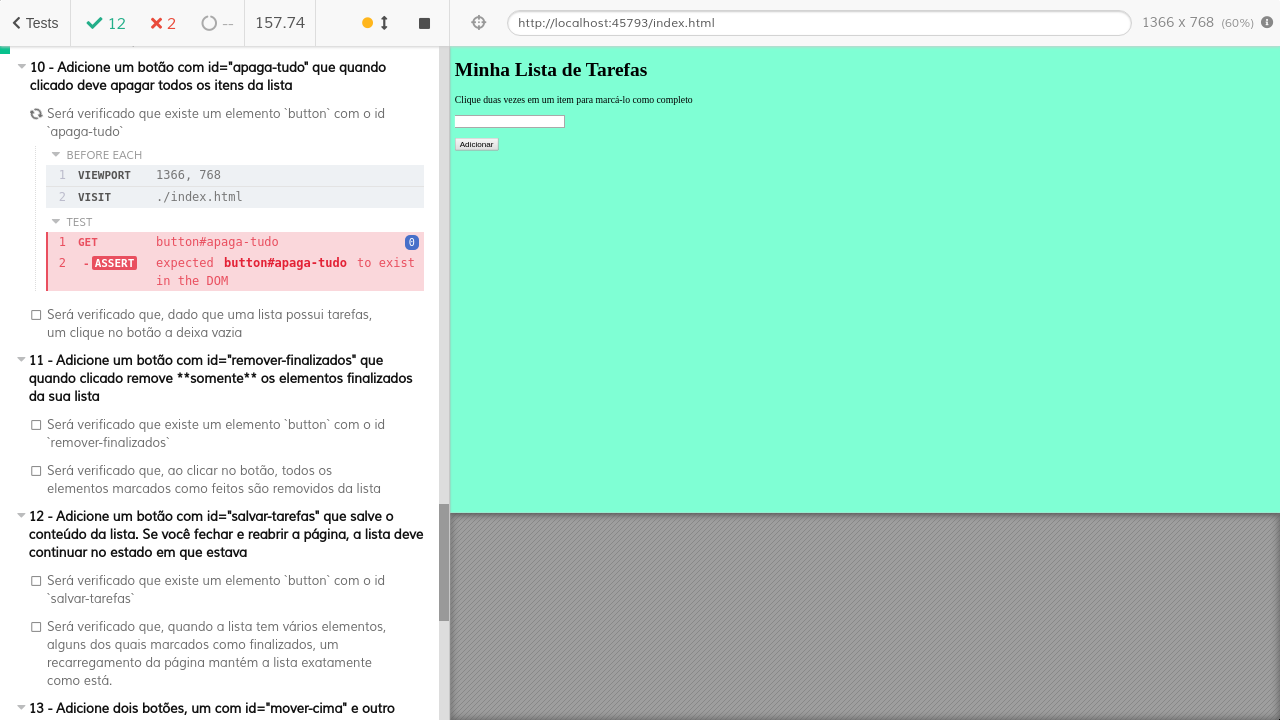 Tests
12
2
--
157.74
http://localhost:45793/index.html
1366 x 768 (60%)
10 - Adicione um botão com id="apaga-tudo" que quando
clicado deve apagar todos os itens da lista
Será verificado que existe um elemento `button` com o id
`apaga-tudo`
BEFORE EACH
1 VIEWPORT 1366, 768
2 VISIT ./index.html
TEST
1 GET button#apaga-tudo 0
2 -ASSERT expected button#apaga-tudo to exist
in the DOM
Será verificado que, dado que uma lista possui tarefas,
um clique no botão a deixa vazia
11 - Adicione um botão com id="remover-finalizados" que
quando clicado remove **somente** os elementos finalizados
da sua lista
Será verificado que existe um elemento `button` com o id
`remover-finalizados`
Será verificado que, ao clicar no botão, todos os
elementos marcados como feitos são removidos da lista
12 - Adicione um botão com id="salvar-tarefas" que salve o
conteúdo da lista. Se você fechar e reabrir a página, a lista deve
continuar no estado em que estava
Será verificado que existe um elemento `button` com o id
`salvar-tarefas`
Será verificado que, quando a lista tem vários elementos,
alguns dos quais marcados como finalizados, um
recarregamento da página mantém a lista exatamente
como está.
13 - Adicione dois botões, um com id="mover-cima" e outro
Minha Lista de Tarefas
Clique duas vezes em um item para marcá-lo como completo
Adicionar